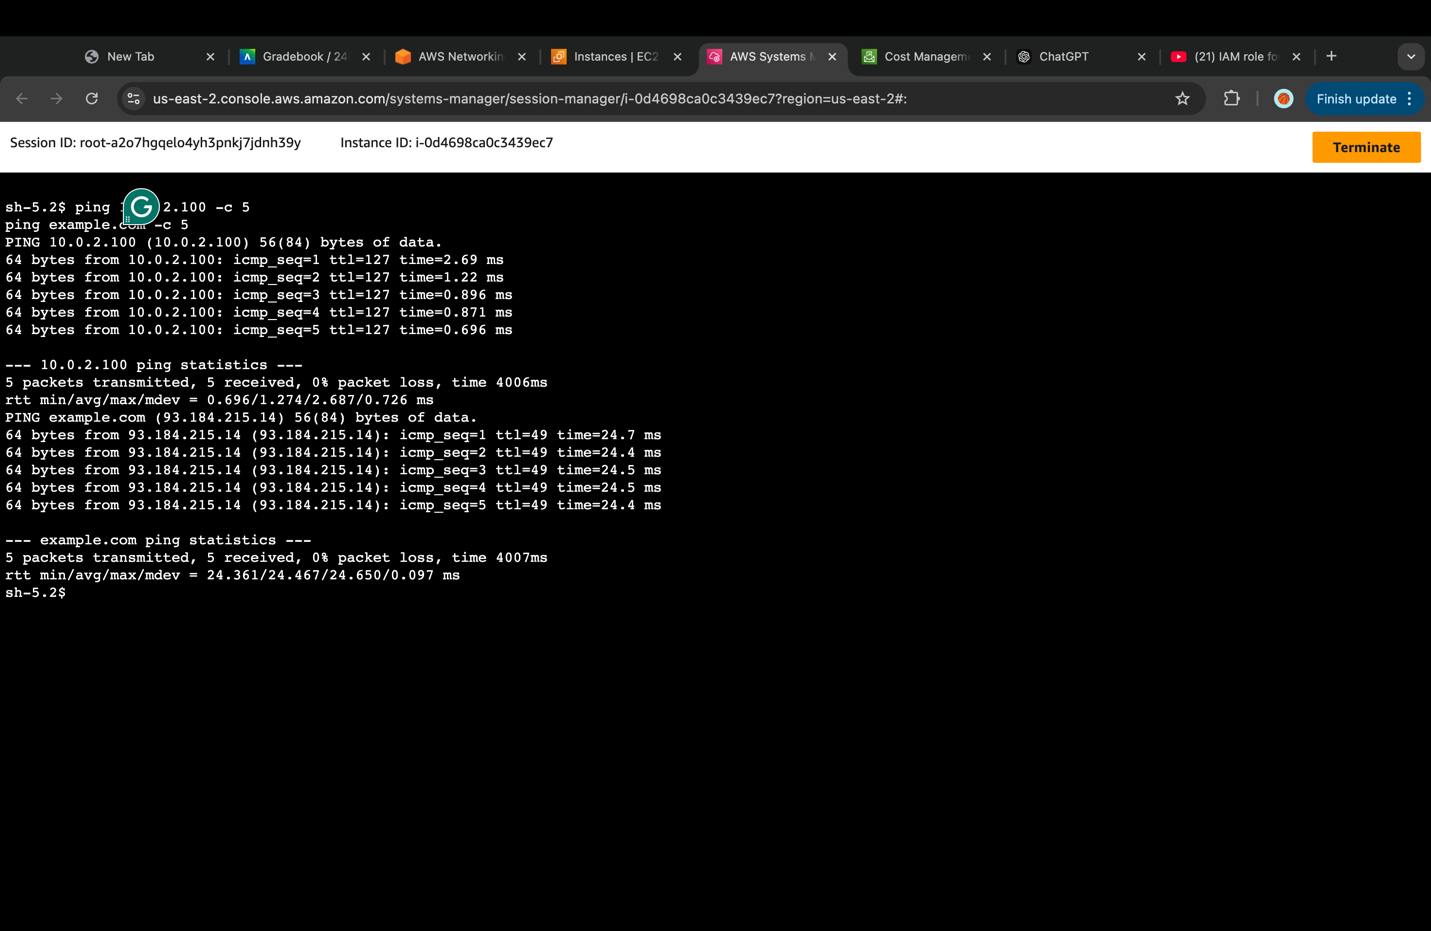 New Tab
Gradebook / 24
AWS Networkin
Instances | EC2
AWS Systems M
Cost Managem
ChatGPT
(21) IAM role fo
us-east-2.console.aws.amazon.com/systems-manager/session-manager/i-0d4698ca0c3439ec7?region=us-east-2#:
Finish update
Session ID: root-a2o7hgqelo4yh3pnkj7jdnh39y Instance ID: i-0d4698ca0c3439ec7
Terminate
sh-5.2$ ping 2.100 -c 5
ping example.com -c 5
PING 10.0.2.100 (10.0.2.100) 56(84) bytes of data.
64 bytes from 10.0.2.100: icmp_seq=1 ttl=127 time=2.69 ms
64 bytes from 10.0.2.100: icmp_seq=2 ttl=127 time=1.22 ms
64 bytes from 10.0.2.100: icmp_seq=3 ttl=127 time=0.896 ms
64 bytes from 10.0.2.100: icmp_seq=4 ttl=127 time=0.871 ms
64 bytes from 10.0.2.100: icmp_seq=5 ttl=127 time=0.696 ms
--- 10.0.2.100 ping statistics ---
5 packets transmitted, 5 received, 0% packet loss, time 4006ms
rtt min/avg/max/mdev = 0.696/1.274/2.687/0.726 ms
PING example.com (93.184.215.14) 56(84) bytes of data.
64 bytes from 93.184.215.14 (93.184.215.14): icmp_seq=1 ttl=49 time=24.7 ms
64 bytes from 93.184.215.14 (93.184.215.14): icmp_seq=2 ttl=49 time=24.4 ms
64 bytes from 93.184.215.14 (93.184.215.14): icmp_seq=3 ttl=49 time=24.5 ms
64 bytes from 93.184.215.14 (93.184.215.14): icmp_seq=4 ttl=49 time=24.5 ms
64 bytes from 93.184.215.14 (93.184.215.14): icmp_seq=5 ttl=49 time=24.4 ms
--- example.com ping statistics ---
5 packets transmitted, 5 received, 0% packet loss, time 4007ms
rtt min/avg/max/mdev = 24.361/24.467/24.650/0.097 ms
sh-5.2$